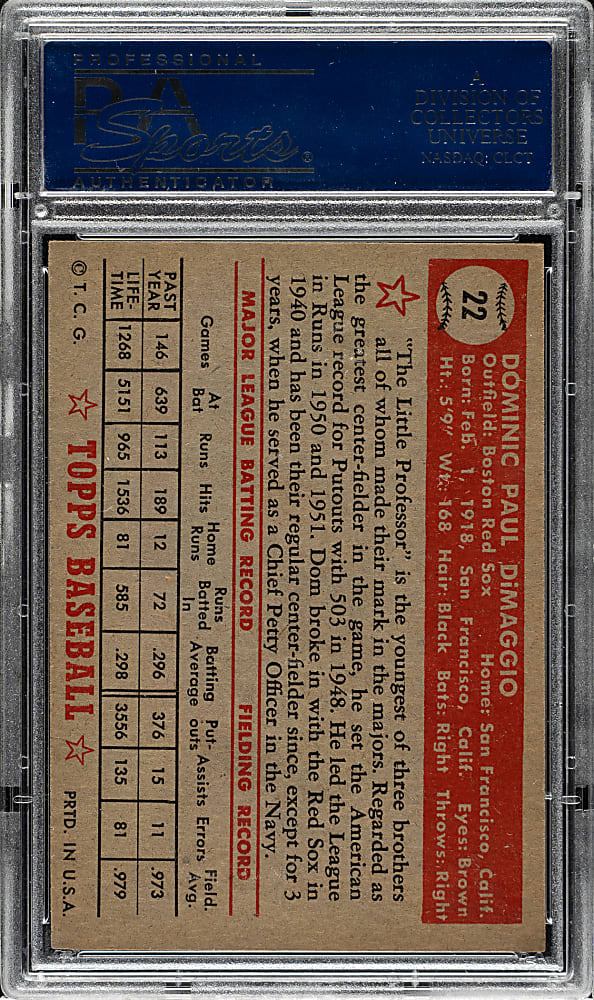 PROFESSIONAL
PSA
Sports®
AUTHENTICATOR
A
DIVISION OF
COLLECTORS
UNIVERSE
NASDAQ: CLCT
22
DOMINIC PAUL DiMAGGIO
Outfield: Boston Red Sox Home: San Francisco, Calif.
Born: Feb. 1, 1918, San Francisco, Calif. Eyes: Brown
Ht.: 5'9" Wt.: 168 Hair: Black Bats: Right Throws: Right
"The Little Professor" is the youngest of three brothers
all of whom made their mark in the majors. Regarded as
the greatest center-fielder in the game, he set the American
League record for Putouts with 503 in 1948. He led the League
in Runs in 1950 and 1951. Dom broke in with the Red Sox in
1940 and has been their regular center-fielder since, except for 3
years, when he served as a Chief Petty Officer in the Navy.
MAJOR LEAGUE BATTING RECORD FIELDING RECORD
Games At Bat Runs Hits Home Runs Runs Batted In Batting Average Put-outs Assists Errors Field. Avg.
PAST YEAR 146 639 113 189 12 72 .296 376 15 11 .973
LIFE-TIME 1268 5151 965 1536 81 585 .298 3556 135 81 .979
© T. C. G. TOPPS BASEBALL PRTD. IN U.S.A.